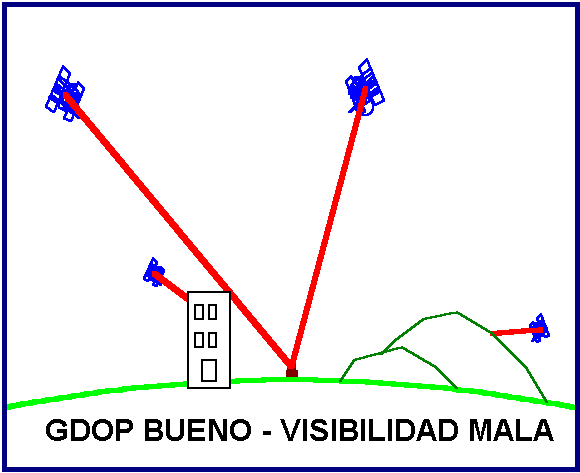 GDOP BUENO - VISIBILIDAD MALA